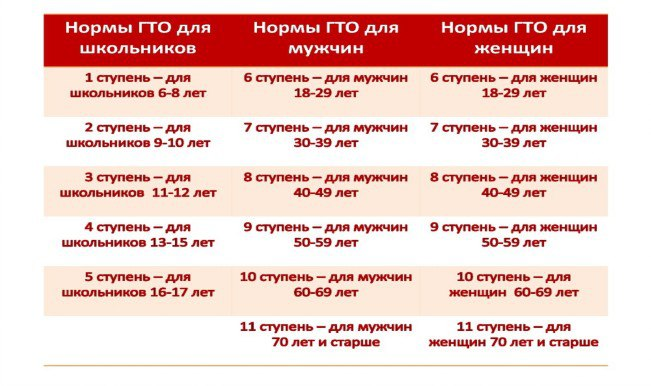 Нормы ГТО для
школьников
Нормы ГТО для
мужчин
Нормы ГТО для
женщин
1 ступень – для
школьников 6-8 лет
6 ступень – для мужчин
18-29 лет
6 ступень – для женщин
18-29 лет
2 ступень – для
школьников 9-10 лет
7 ступень – для мужчин
30-39 лет
7 ступень – для женщин
30-39 лет
3 ступень – для
школьников 11-12 лет
8 ступень – для мужчин
40-49 лет
8 ступень – для женщин
40-49 лет
4 ступень – для
школьников 13-15 лет
9 ступень – для мужчин
50-59 лет
9 ступень – для женщин
50-59 лет
5 ступень – для
школьников 16-17 лет
10 ступень – для мужчин
60-69 лет
10 ступень – для
женщин 60-69 лет
11 ступень – для мужчин
70 лет и старше
11 ступень – для
женщин 70 лет и старше